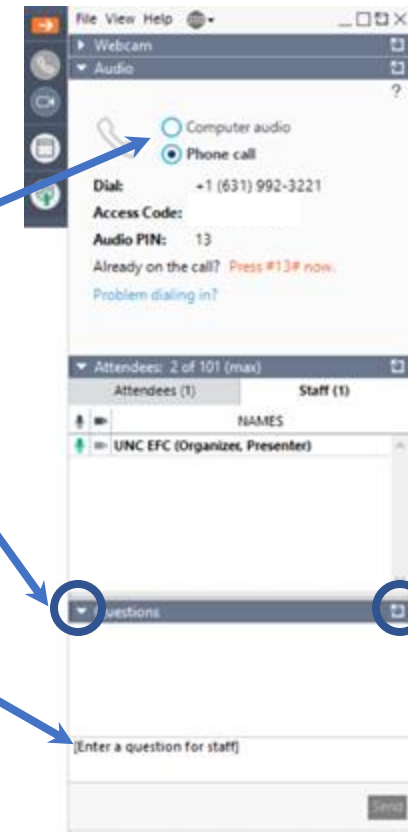 File View Help
Webcam
Audio
?
Computer audio
Phone call
Dial: +1 (631) 992-3221
Access Code:
Audio PIN: 13
Already on the call? Press #13# now.
Problem dialing in?
Attendees: 2 of 101 (max)
Attendees (1) Staff (1)
NAMES
UNC EFC (Organizer, Presenter)
Questions
[Enter a question for staff]
Send